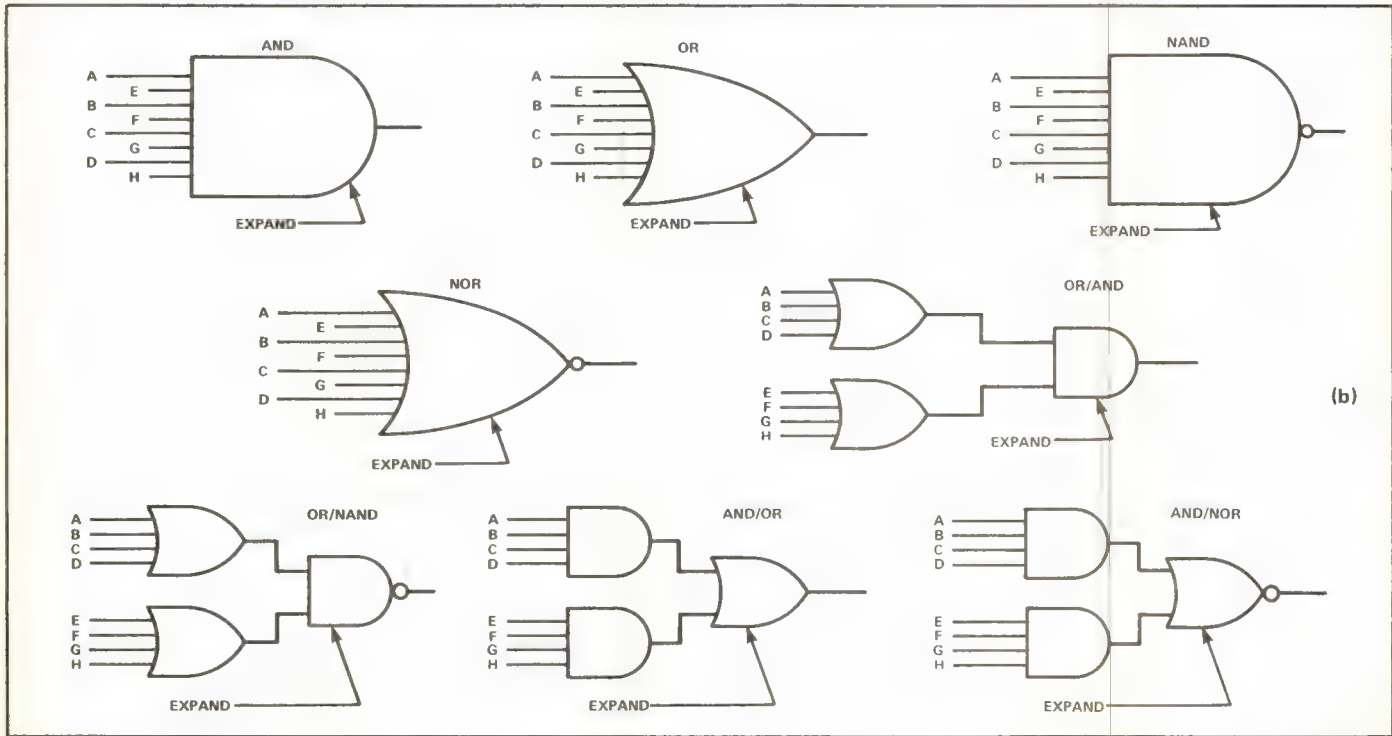 AND
A
E
B
F
C
G
D
H
EXPAND
OR
A
E
B
F
C
G
D
H
EXPAND
NAND
A
E
B
F
C
G
D
H
EXPAND
NOR
A
E
B
F
C
G
D
H
EXPAND
OR/AND
A
B
C
D
E
F
G
H
EXPAND
(b)
OR/NAND
A
B
C
D
E
F
G
H
EXPAND
AND/OR
A
B
C
D
E
F
G
H
EXPAND
AND/NOR
A
B
C
D
E
F
G
H
EXPAND